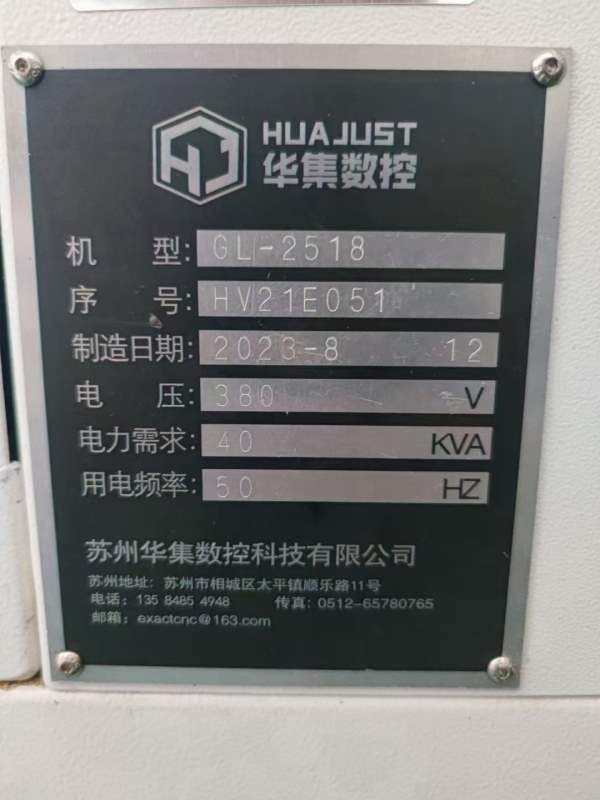 HUAJUST
华集数控
机 型: GL-2518
序 号: HV21E051
制造日期: 2023-8 12
电 压: 380 V
电力需求: 40 KVA
用电频率: 50 HZ
苏州华集数控科技有限公司
苏州地址: 苏州市相城区太平镇顺乐路11号
电话: 135 8485 4948 传真: 0512-65780765
邮箱: exactcnc@163.com